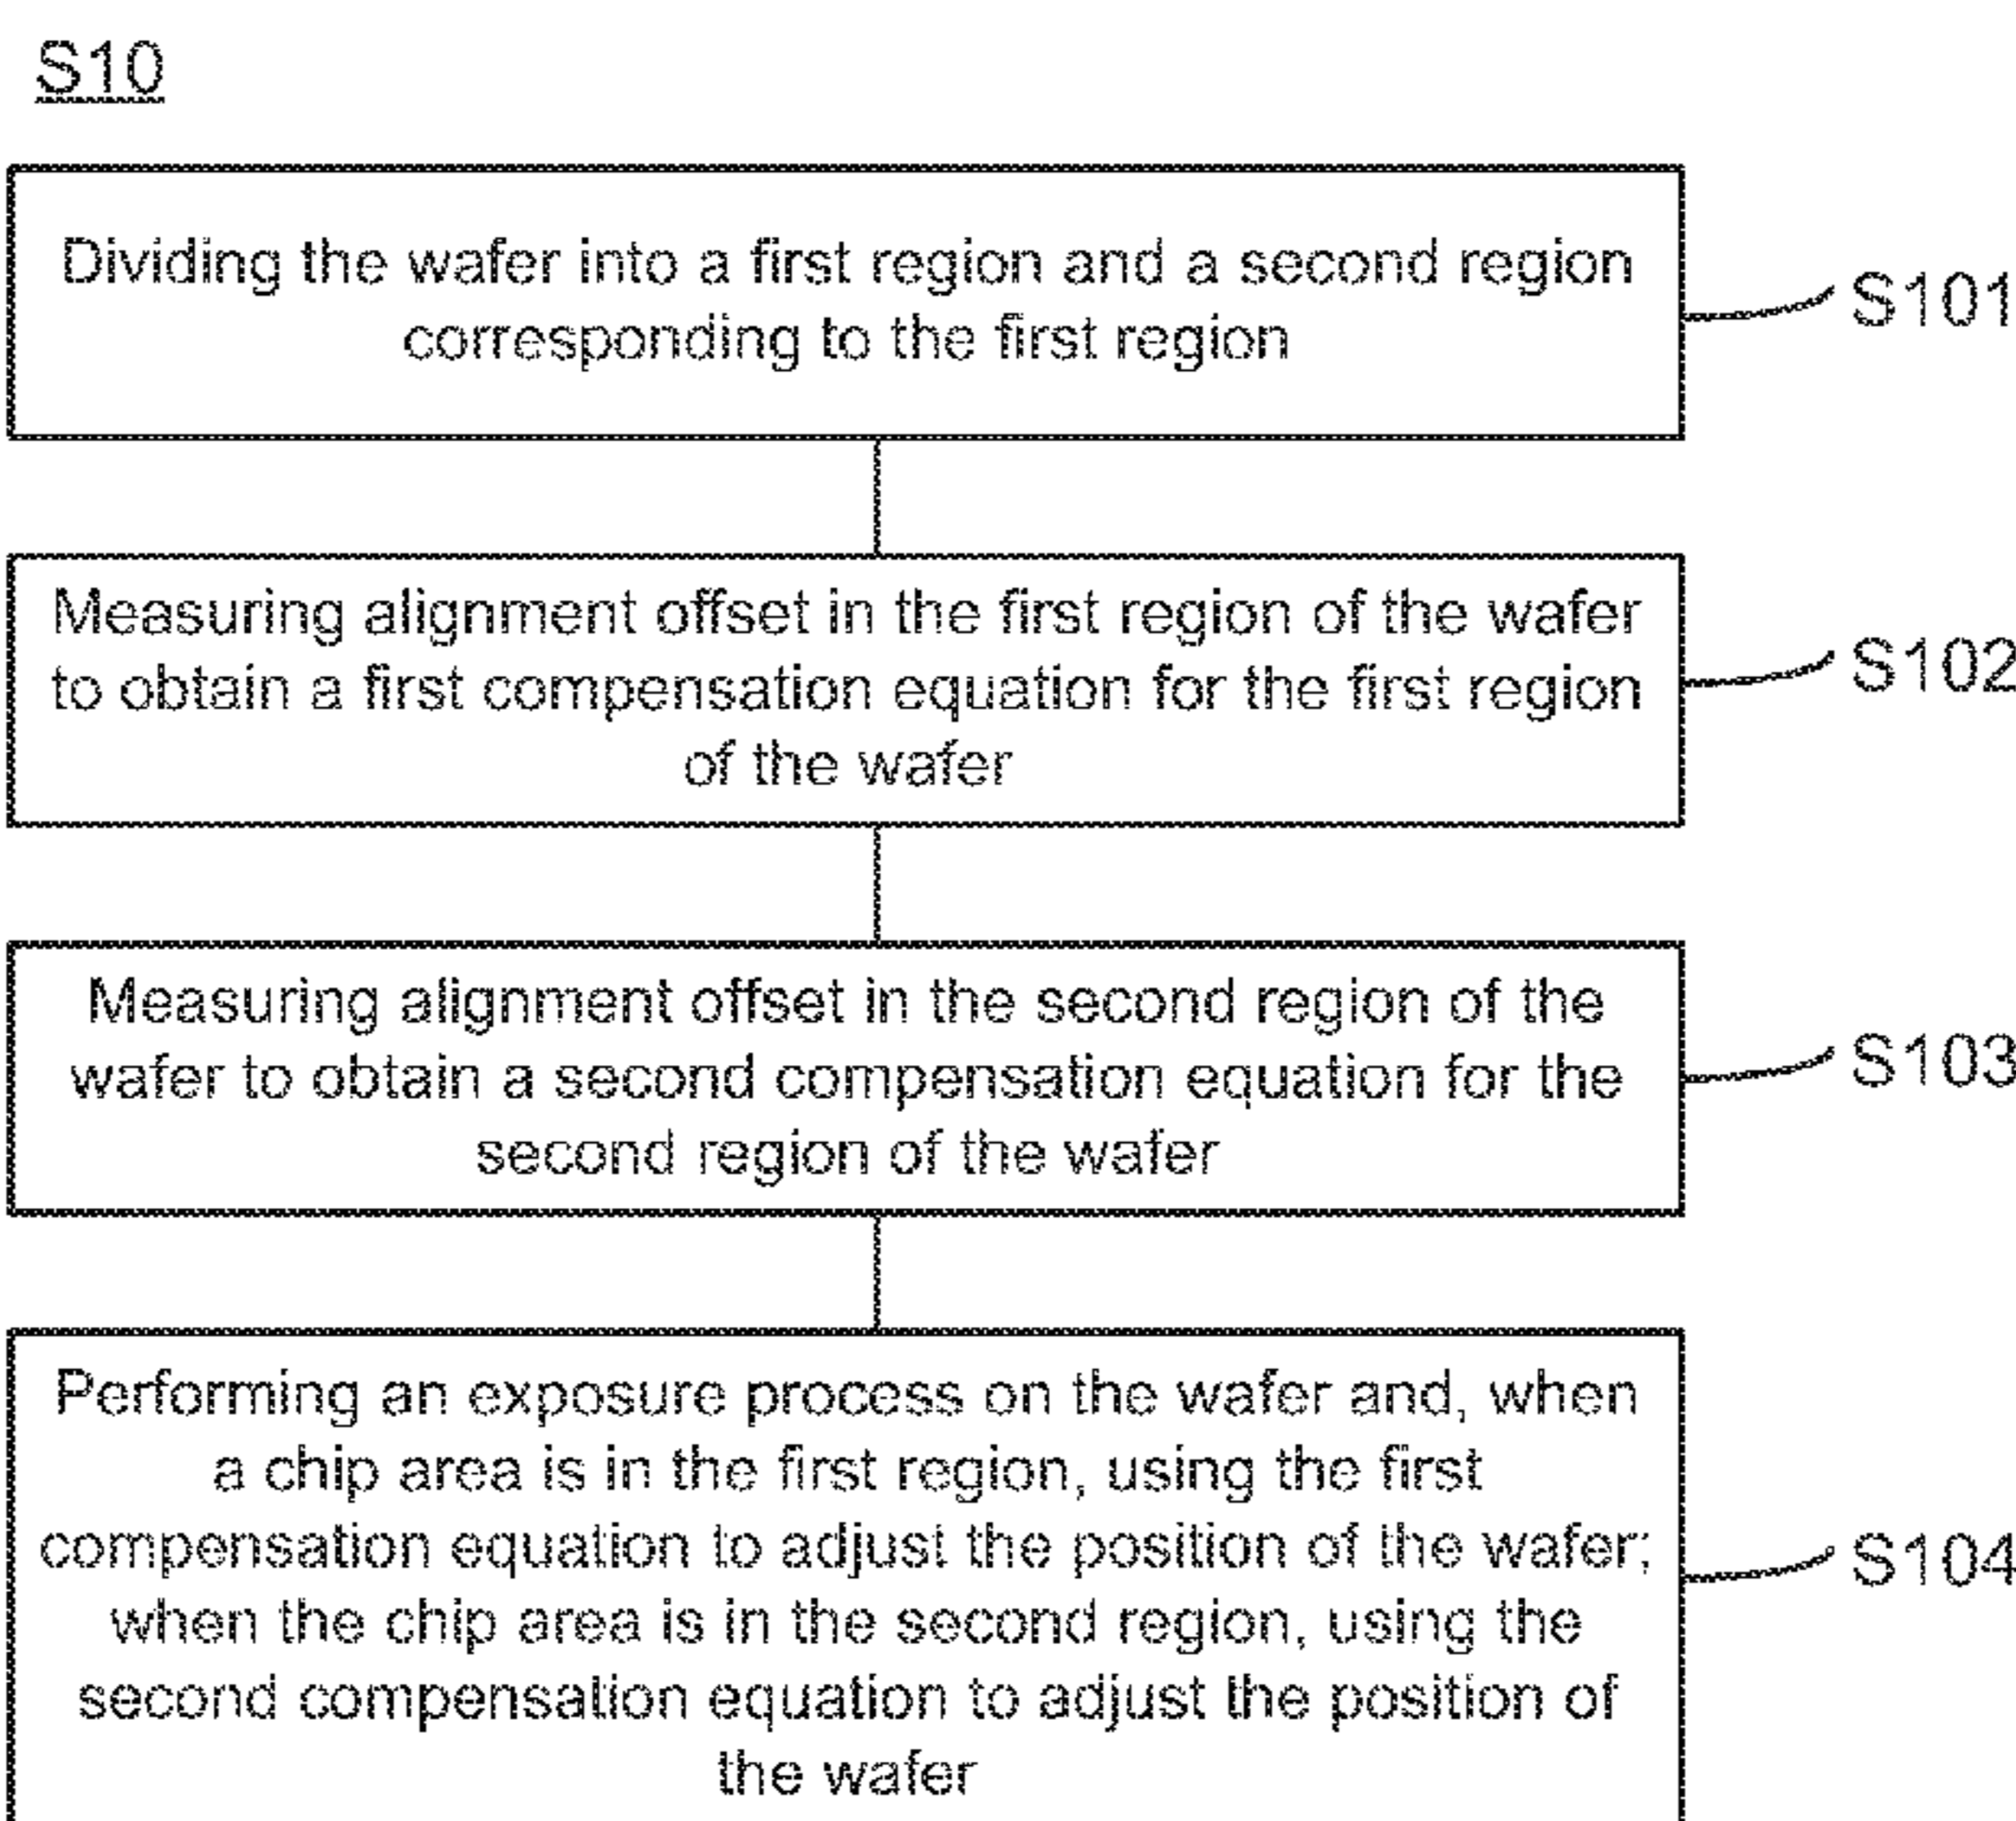 S10
Dividing the wafer into a first region and a second region
corresponding to the first region
S101
Measuring alignment offset in the first region of the wafer
to obtain a first compensation equation for the first region
of the wafer
S102
Measuring alignment offset in the second region of the
wafer to obtain a second compensation equation for the
second region of the wafer
S103
Performing an exposure process on the wafer and, when
a chip area is in the first region, using the first
compensation equation to adjust the position of the wafer;
when the chip area is in the second region, using the
second compensation equation to adjust the position of
the wafer
S104